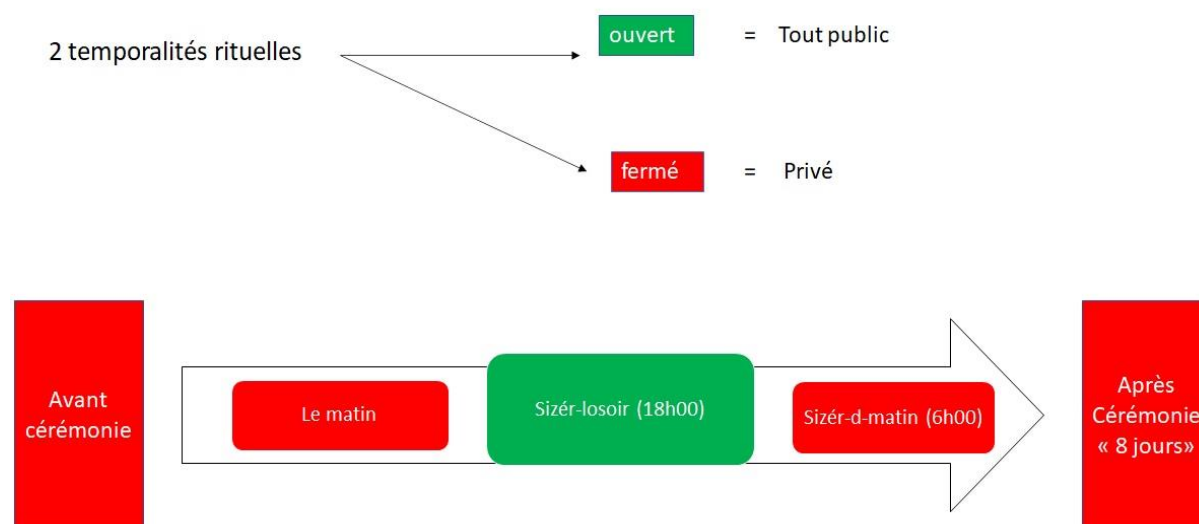 2 temporalités rituelles
ouvert = Tout public
fermé = Privé
Avant
cérémonie
Le matin
Sizér-losoir (18h00)
Sizér-d-matin (6h00)
Après
Cérémonie
« 8 jours»